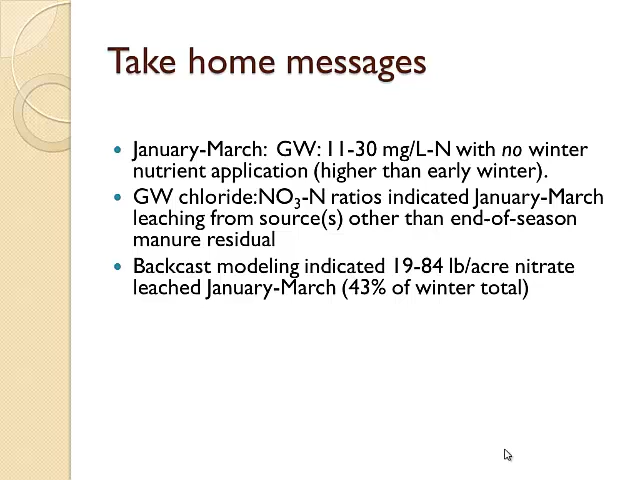 Take home messages
• January-March: GW: 11-30 mg/L-N with no winter
nutrient application (higher than early winter).
• GW chloride:NO₃-N ratios indicated January-March
leaching from source(s) other than end-of-season
manure residual
• Backcast modeling indicated 19-84 lb/acre nitrate
leached January-March (43% of winter total)